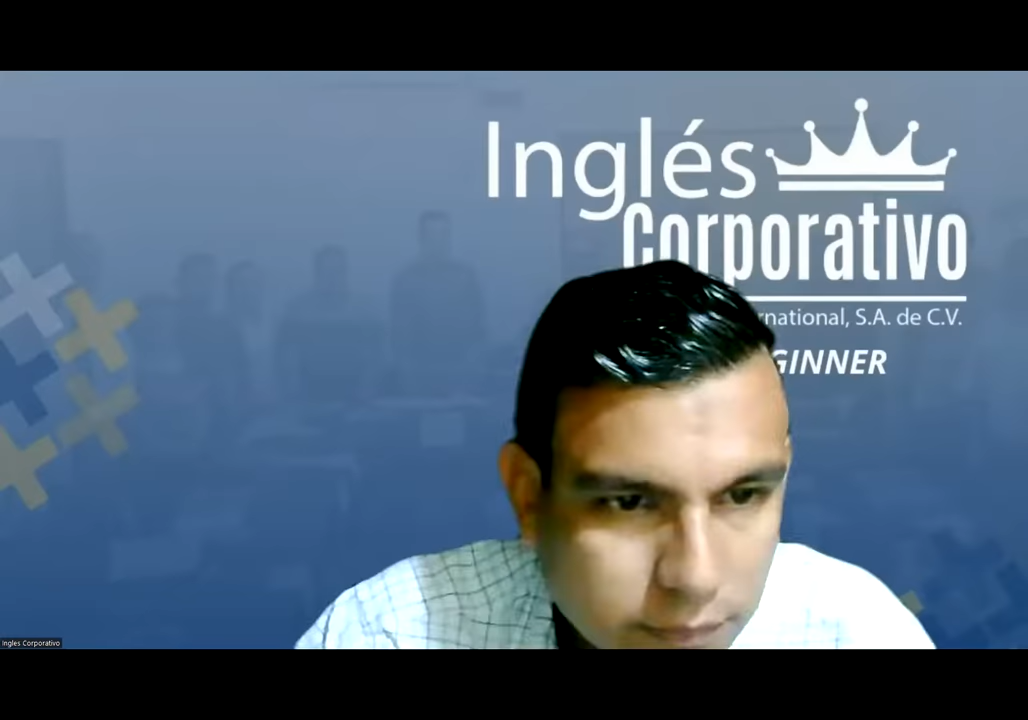 Inglés
Corporativo
rnational, S.A. de C.V.
GINNER
Ingles Corporativo